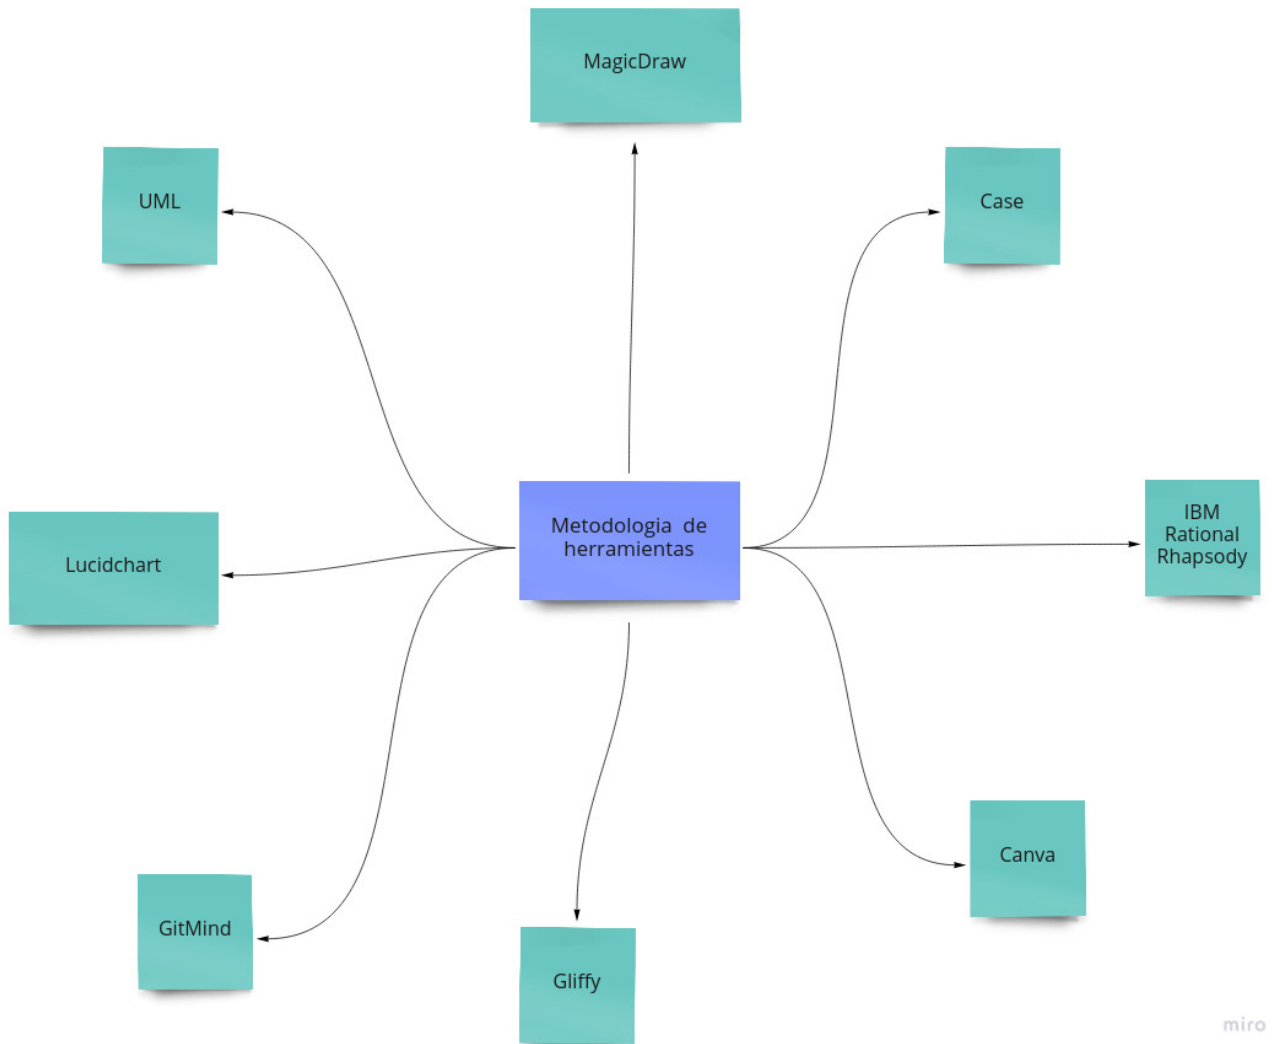 MagicDraw
UML
Case
Metodologia de
herramientas
IBM
Rational
Rhapsody
Lucidchart
Canva
GitMind
Gliffy
miro